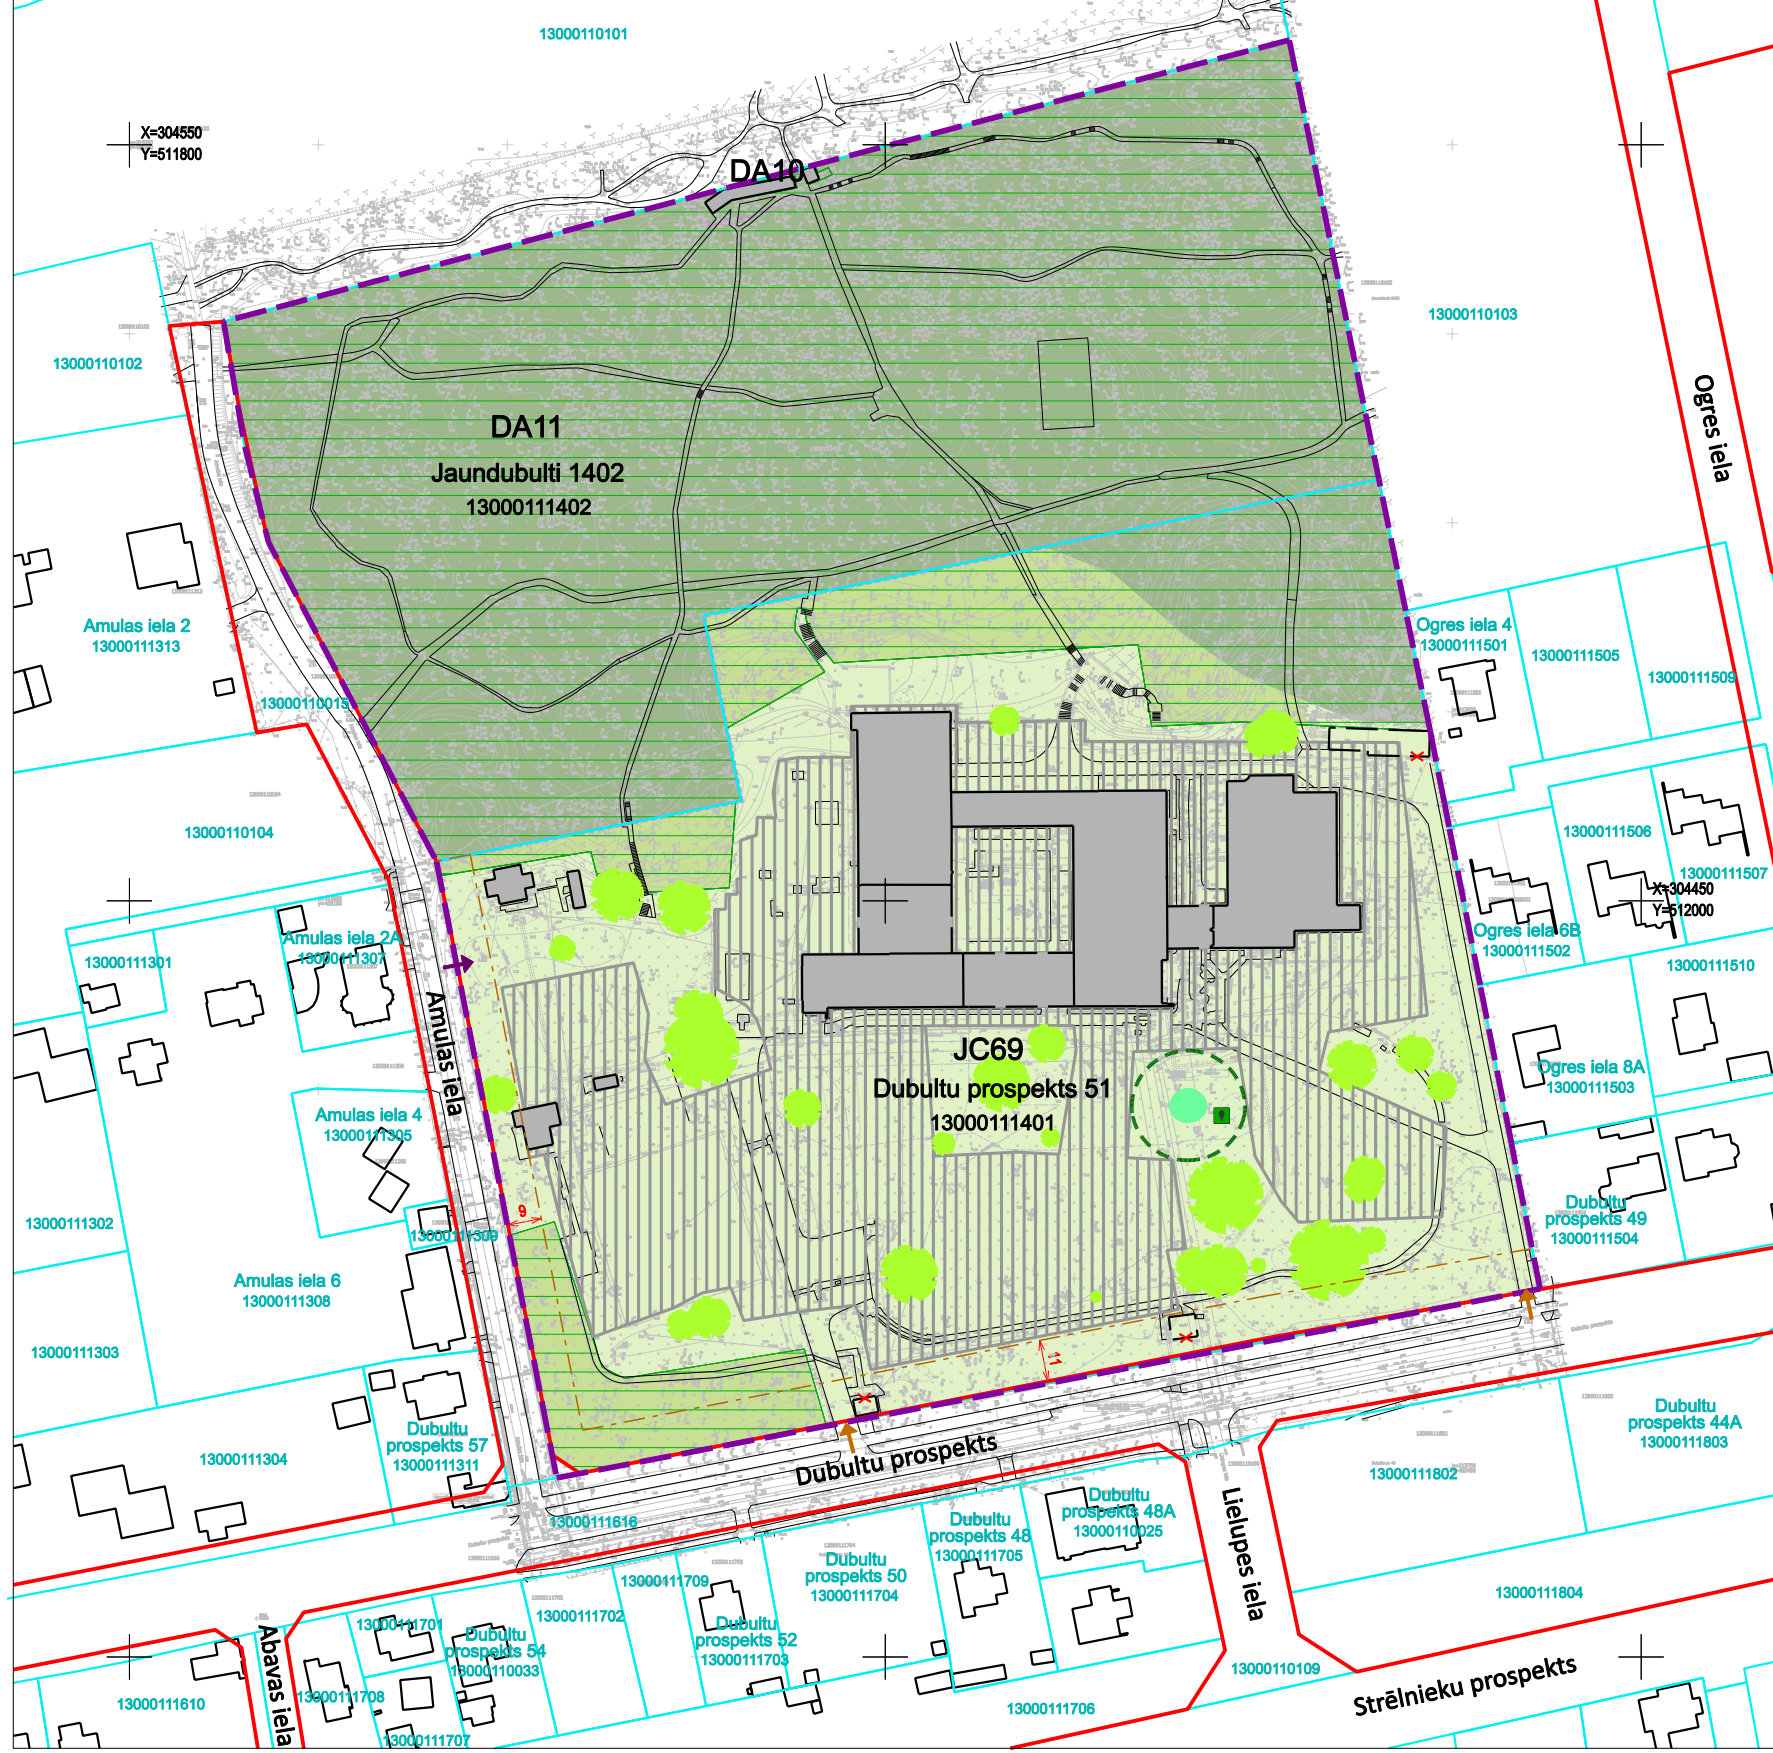 13000110101
X=304550
Y=511800
DA10
13000110103
13000110102
Ogres iela
DA11
Jaundubulti 1402
13000111402
Amulas iela 2
13000111313
Ogres iela 4
13000111501
13000111505
13000111509
13000110015
13000110104
13000111506
13000111507
X=304450
Y=512000
Amulas iela 2A
13000111307
13000111301
Ogres iela 6B
13000111502
13000111510
Amulas iela
JC69
Dubultu prospekts 51
13000111401
Ogres iela 8A
13000111503
Amulas iela 4
13000111305
13000111302
13000111309
9
Dubultu
prospekts 49
13000111504
Amulas iela 6
13000111308
13000111303
11
Dubultu
prospekts 57
13000111311
13000111304
Dubultu prospekts
Dubultu
prospekts 44A
13000111803
13000111802
Dubultu
prospekts 48A
13000110025
Lielupes iela
13000111616
Dubultu
prospekts 48
13000111705
Dubultu
prospekts 50
13000111704
13000111709
13000111702
13000111701
13000111804
Abavas iela
Dubultu
prospekts 54
13000110033
Dubultu
prospekts 52
13000111703
13000110109
Strēlnieku prospekts
13000111610
13000111708
13000111706
13000111707